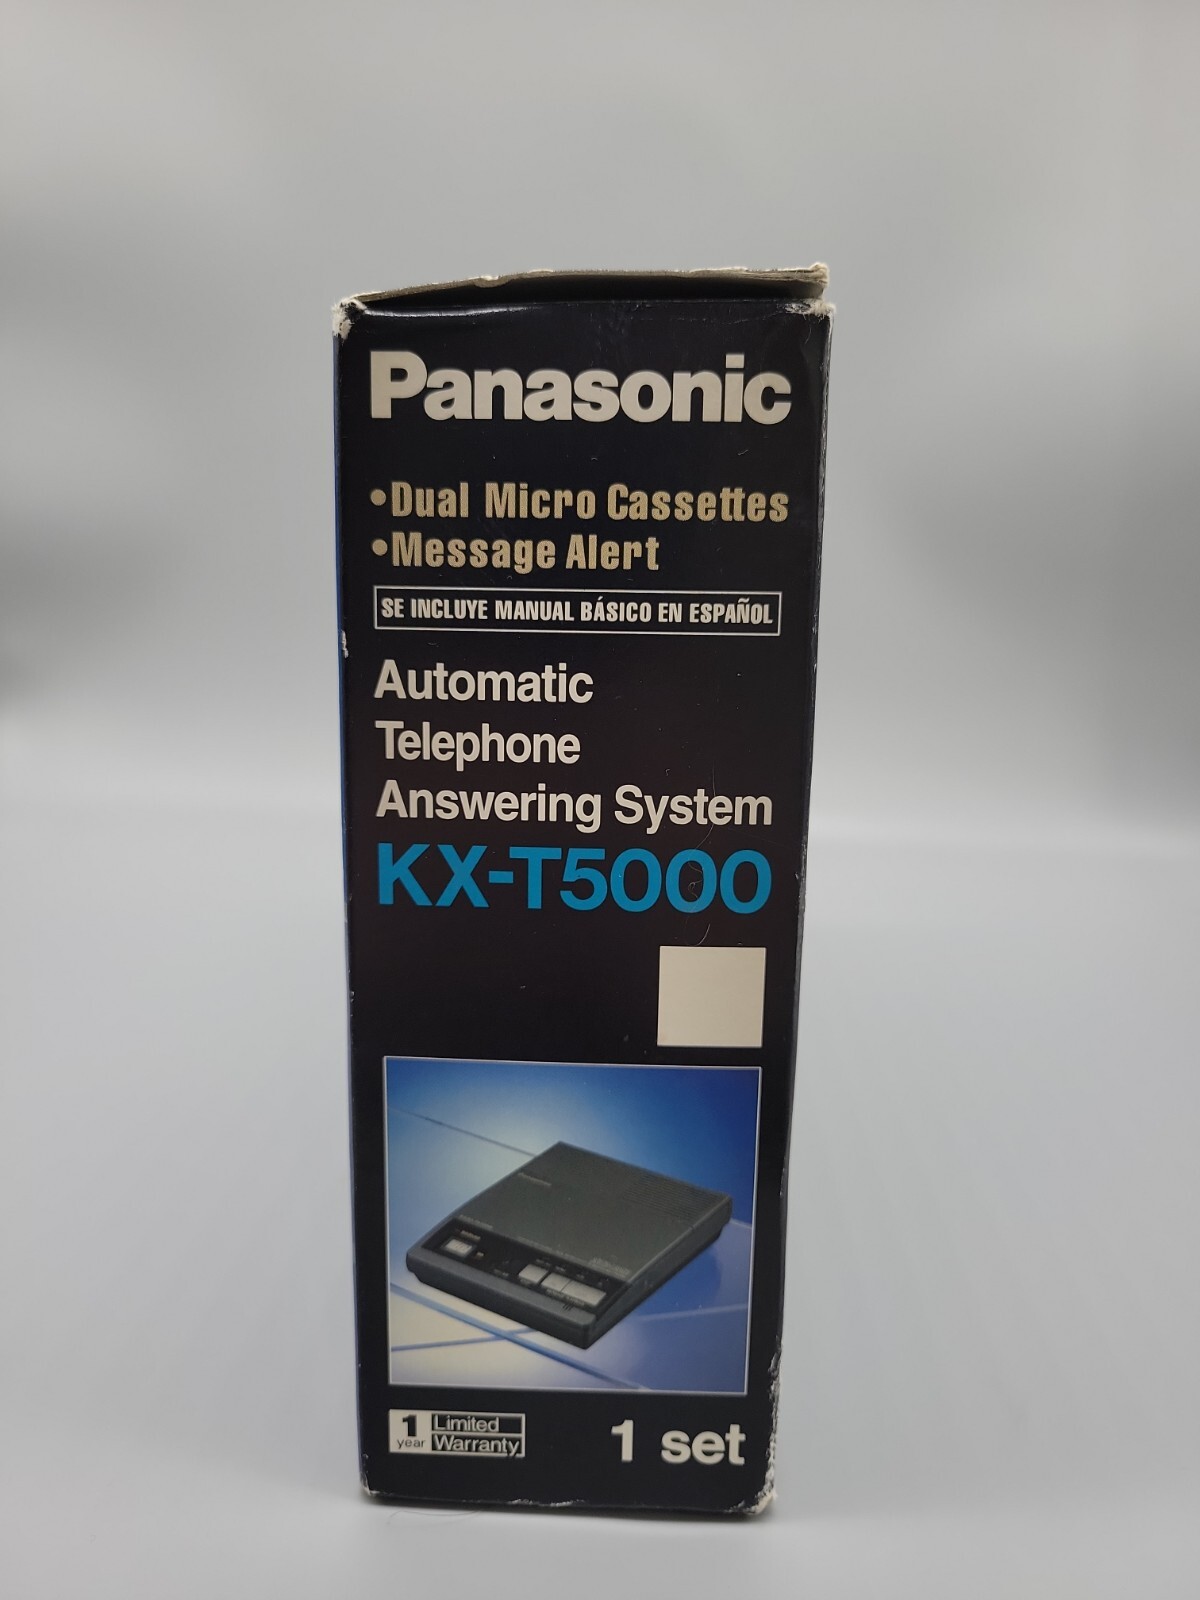 Panasonic
•Dual Micro Cassettes
•Message Alert
SE INCLUYE MANUAL BÁSICO EN ESPAÑOL
Automatic
Telephone
Answering System
KX-T5000
1 year Limited Warranty
1 set